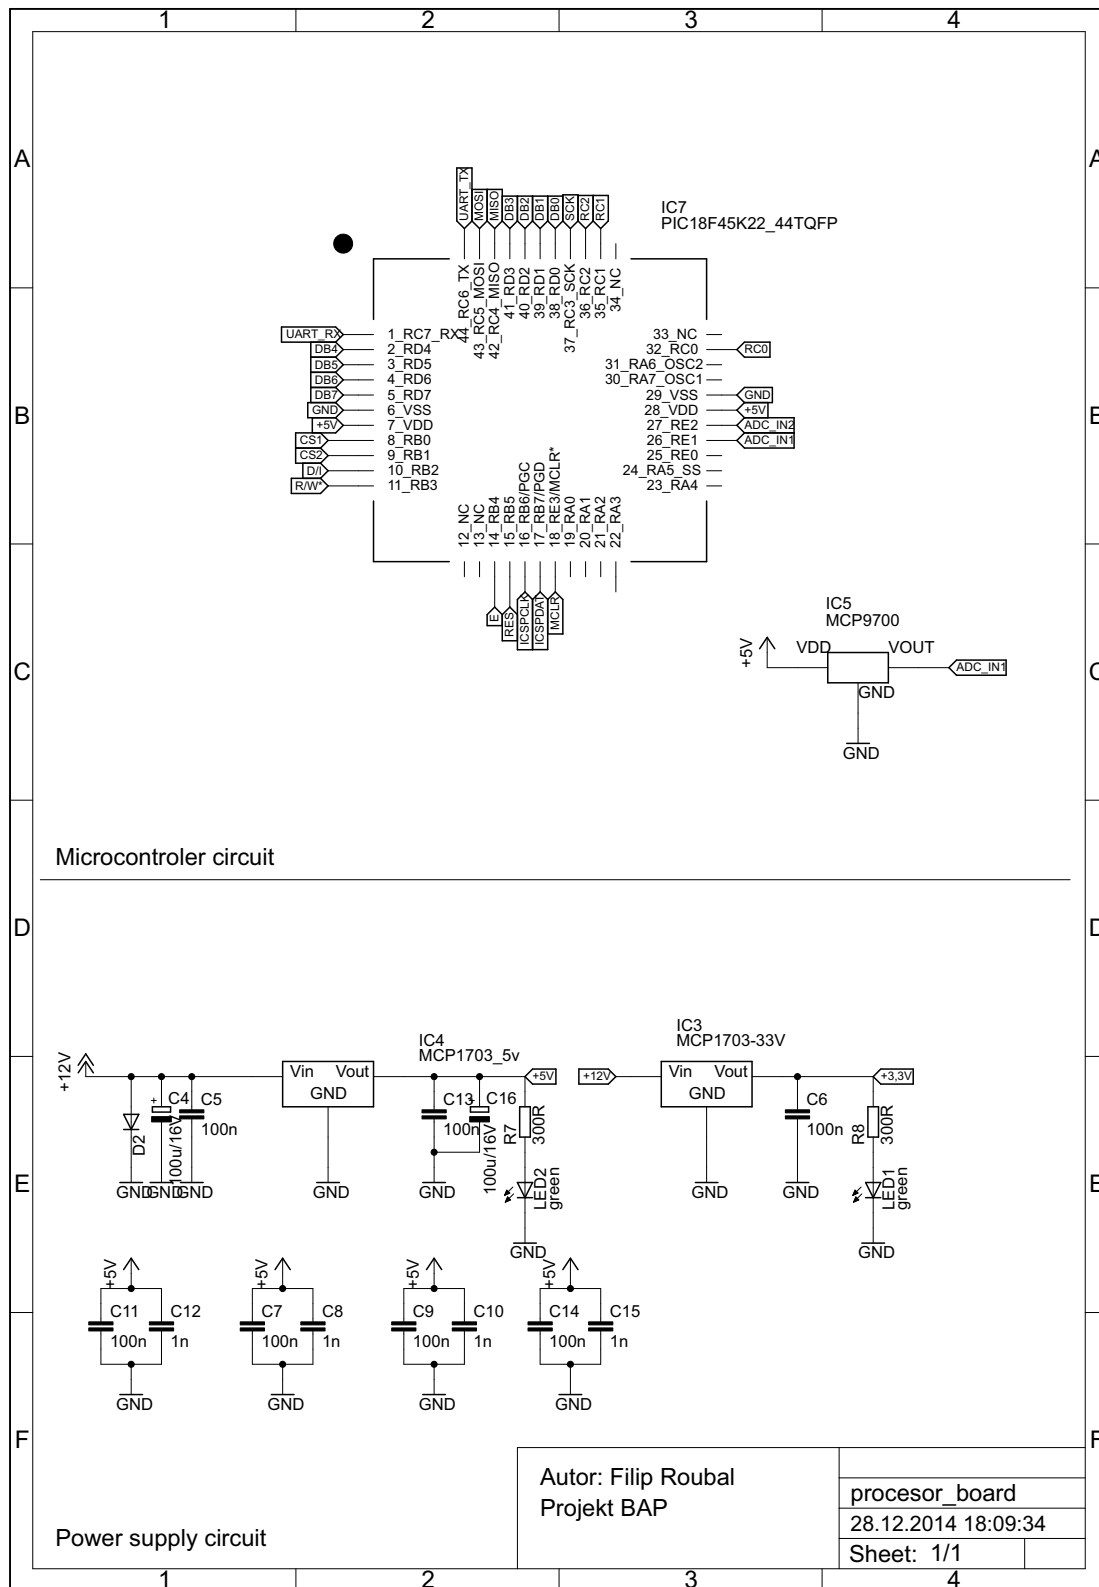 1 2 3 4
A A
IC7
PIC18F45K22_44TQFP
UART_TX
MOSI
MISO
DB3
DB2
DB1
DB0
SCK
RC2
RC1
44_RC6_TX
43_RC5_MOSI
42_RC4_MISO
41_RD3
40_RD2
39_RD1
38_RD0
37_RC3_SCK
36_RC2
35_RC1
34_NC
UART_RX 1_RC7_RX
DB4 2_RD4
DB5 3_RD5
DB6 4_RD6
DB7 5_RD7
GND 6_VSS
+5V 7_VDD
CS1 8_RB0
CS2 9_RB1
D/I 10_RB2
R/W* 11_RB3
33_NC
32_RC0 RC0
31_RA6_OSC2
30_RA7_OSC1
29_VSS GND
28_VDD +5V
27_RE2 ADC_IN2
26_RE1 ADC_IN1
25_RE0
24_RA5_SS
23_RA4
B B
12_NC
13_NC
14_RB4
15_RB5
16_RB6/PGC
17_RB7/PGD
18_RE3/MCLR*
19_RA0
20_RA1
21_RA2
22_RA3
E
RES
ICSPCLK
ICSPDAT
MCLR
IC5
MCP9700
+5V VDD VOUT ADC_IN1
GND
GND
C C
Microcontroler circuit
D D
IC4
MCP1703_5v
IC3
MCP1703-33V
+12V Vin Vout +5V
GND
+12V Vin Vout +3,3V
GND
D2
C4
100u/16V
C5
100n
C13
100n
C16
100u/16V
R7
300R
LED2
green
C6
100n
R8
300R
LED1
green
GND GND GND GND GND GND GND
GND GND
E E
+5V +5V +5V +5V
C11 C12 C7 C8 C9 C10 C14 C15
100n 1n 100n 1n 100n 1n 100n 1n
GND GND GND GND
F F
Autor: Filip Roubal
Projekt BAP
procesor_board
28.12.2014 18:09:34
Sheet: 1/1
Power supply circuit
1 2 3 4